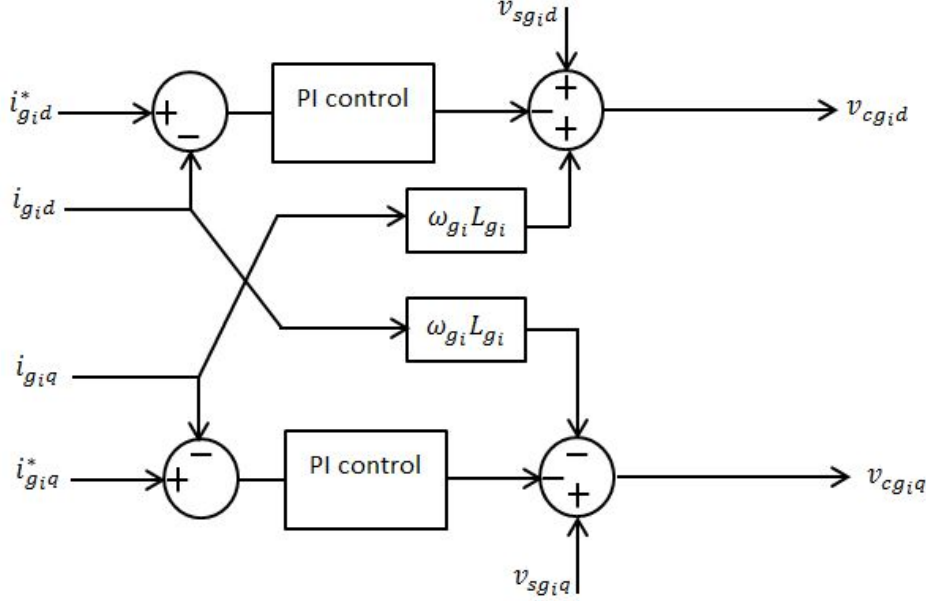 v_{sg_id}
i^*_{g_id}
+
−
PI control
+
−
+
v_{cg_id}
i_{g_id}
ω_{g_i}L_{g_i}
ω_{g_i}L_{g_i}
i_{g_iq}
−
+
i^*_{g_iq}
PI control
−
−
+
v_{cg_iq}
v_{sg_iq}